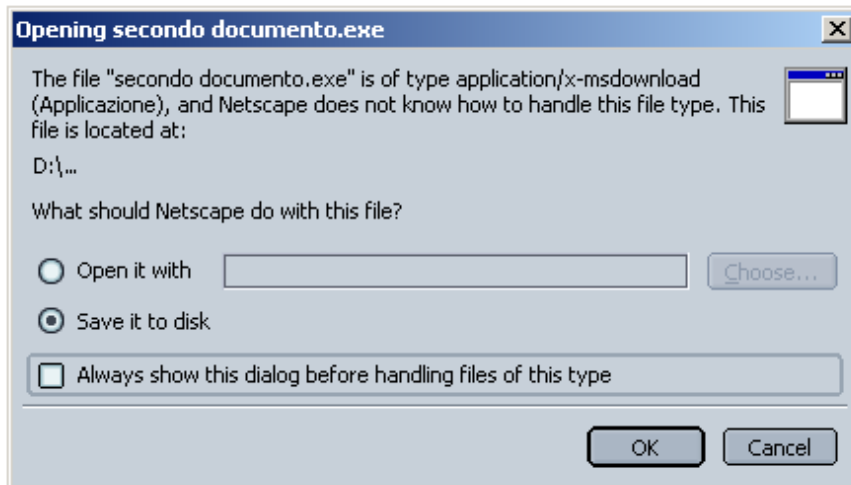 Opening secondo documento.exe
The file "secondo documento.exe" is of type application/x-msdownload
(Applicazione), and Netscape does not know how to handle this file type. This
file is located at:
D:\...
What should Netscape do with this file?
Open it with
Choose...
Save it to disk
Always show this dialog before handling files of this type
OK Cancel